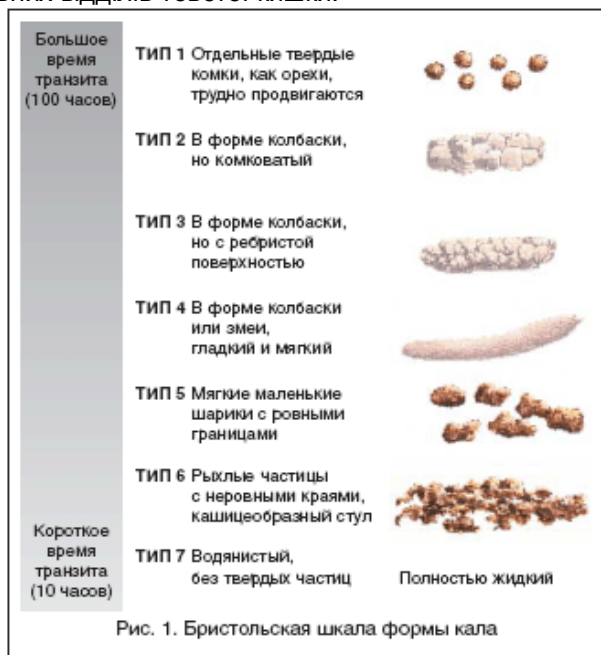 Большое
время
транзита
(100 часов)
ТИП 1 Отдельные твердые
комки, как орехи,
трудно продвигаются
ТИП 2 В форме колбаски,
но комковатый
ТИП 3 В форме колбаски,
но с ребристой
поверхностью
ТИП 4 В форме колбаски
или змеи,
гладкий и мягкий
ТИП 5 Мягкие маленькие
шарики с ровными
границами
ТИП 6 Рыхлые частицы
с неровными краями,
кашицеобразный стул
Короткое
время
транзита
(10 часов)
ТИП 7 Водянистый,
без твердых частиц
Полностью жидкий
Рис. 1. Бристольская шкала формы кала